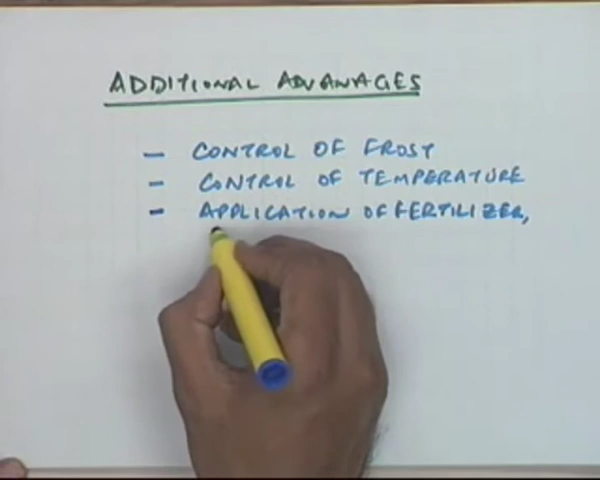 ADDITIONAL ADVANAGES
- CONTROL OF FROST
- CONTROL OF TEMPERATURE
- APPLICATION OF FERTILIZER,